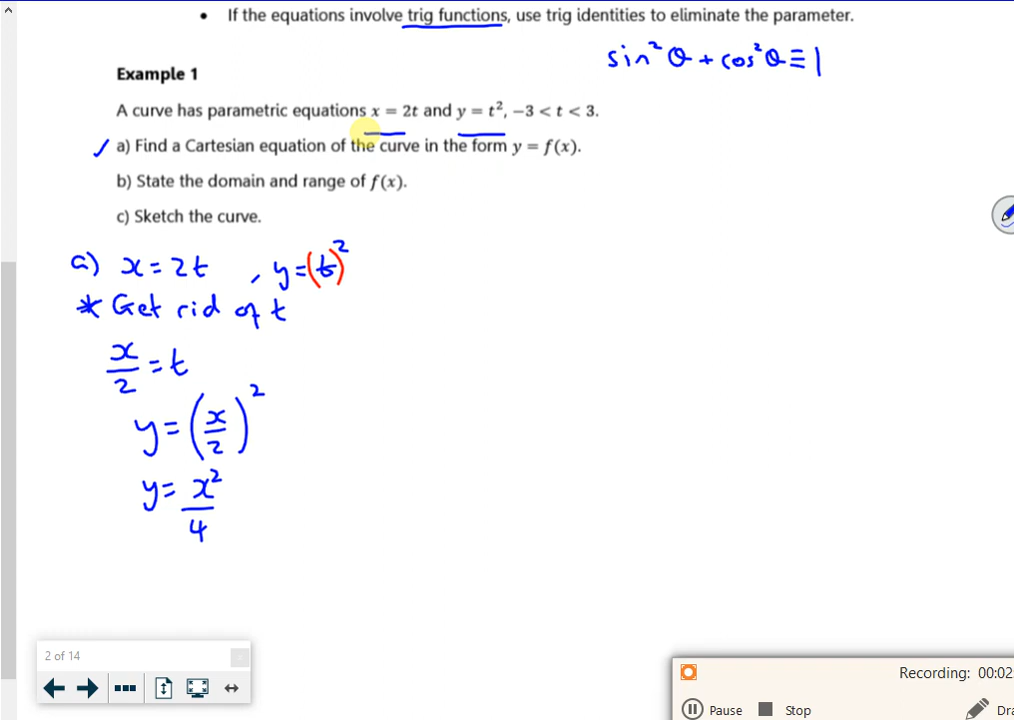 • If the equations involve trig functions, use trig identities to eliminate the parameter.
sin²θ + cos²θ ≡ 1
Example 1
A curve has parametric equations x = 2t and y = t², −3 < t < 3.
a) Find a Cartesian equation of the curve in the form y = f(x).
b) State the domain and range of f(x).
c) Sketch the curve.
a) x = 2t , y = (t)²
* Get rid of t
x/2 = t
y = (x/2)²
y = x²/4
2 of 14
Recording: 00:02
Pause Stop Dra